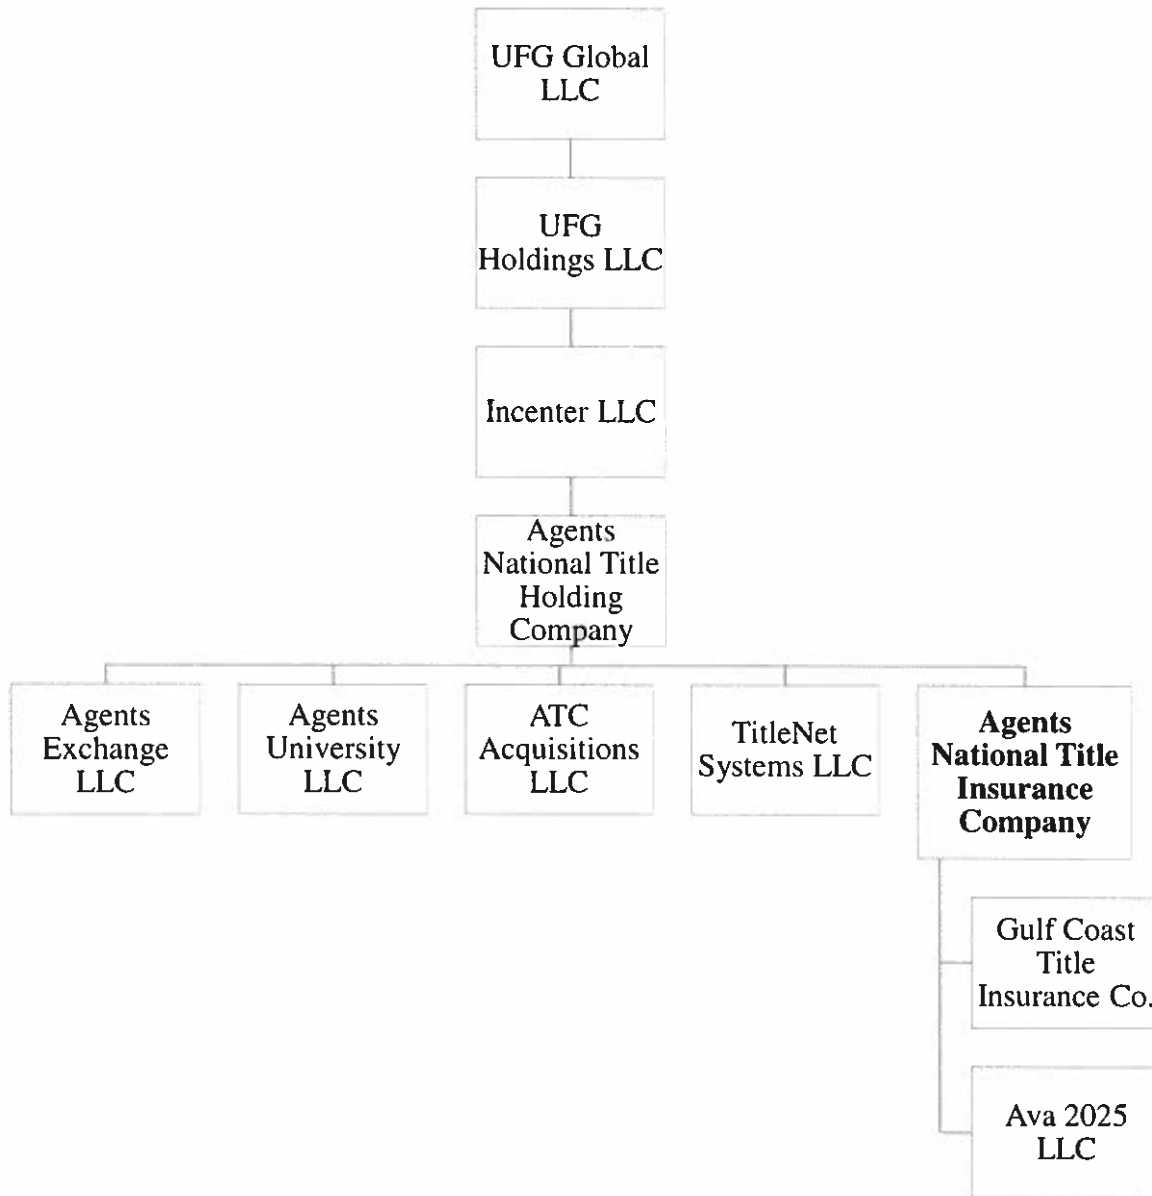 UFG Global
LLC
UFG
Holdings LLC
Incenter LLC
Agents
National Title
Holding
Company
Agents
Exchange
LLC
Agents
University
LLC
ATC
Acquisitions
LLC
TitleNet
Systems LLC
Agents
National Title
Insurance
Company
Gulf Coast
Title
Insurance Co.
Ava 2025
LLC